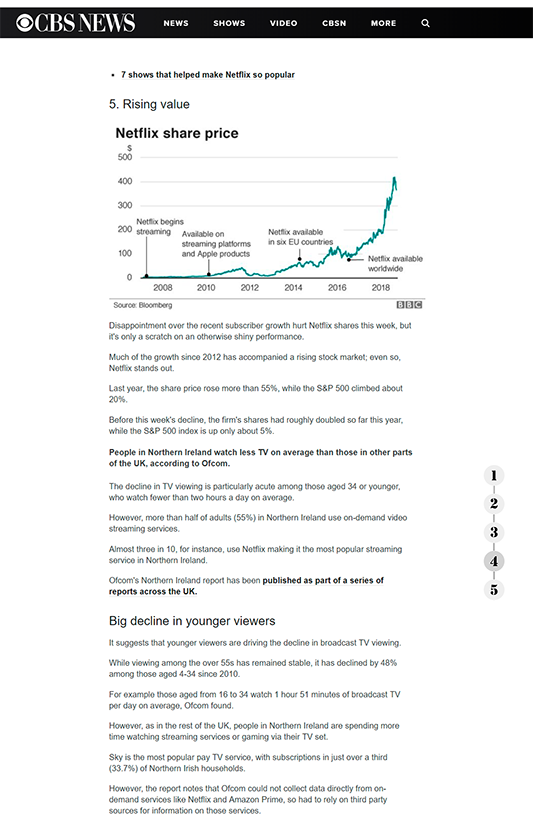 CBS NEWS NEWS SHOWS VIDEO CBSN MORE
7 shows that helped make Netflix so popular
5. Rising value
Netflix share price
$
500
400
300
200
100
0
Netflix begins
streaming
Available on
streaming platforms
and Apple products
Netflix available
in six EU countries
Netflix available
worldwide
2008 2010 2012 2014 2016 2018
Source: Bloomberg
BBC
Disappointment over the recent subscriber growth hurt Netflix shares this week, but
it's only a scratch on an otherwise shiny performance.
Much of the growth since 2012 has accompanied a rising stock market; even so,
Netflix stands out.
Last year, the share price rose more than 55%, while the S&P 500 climbed about
20%.
Before this week's decline, the firm's shares had roughly doubled so far this year,
while the S&P 500 index is up only about 5%.
People in Northern Ireland watch less TV on average than those in other parts
of the UK, according to Ofcom.
The decline in TV viewing is particularly acute among those aged 34 or younger,
who watch fewer than two hours a day on average.
However, more than half of adults (55%) in Northern Ireland use on-demand video
streaming services.
Almost three in 10, for instance, use Netflix making it the most popular streaming
service in Northern Ireland.
Ofcom's Northern Ireland report has been published as part of a series of
reports across the UK.
Big decline in younger viewers
It suggests that younger viewers are driving the decline in broadcast TV viewing.
While viewing among the over 55s has remained stable, it has declined by 48%
among those aged 4-34 since 2010.
For example those aged from 16 to 34 watch 1 hour 51 minutes of broadcast TV
per day on average, Ofcom found.
However, as in the rest of the UK, people in Northern Ireland are spending more
time watching streaming services or gaming via their TV set.
Sky is the most popular pay TV service, with subscriptions in just over a third
(33.7%) of Northern Irish households.
However, the report notes that Ofcom could not collect data directly from on-
demand services like Netflix and Amazon Prime, so had to rely on third party
sources for information on those services.
1
2
3
4
5